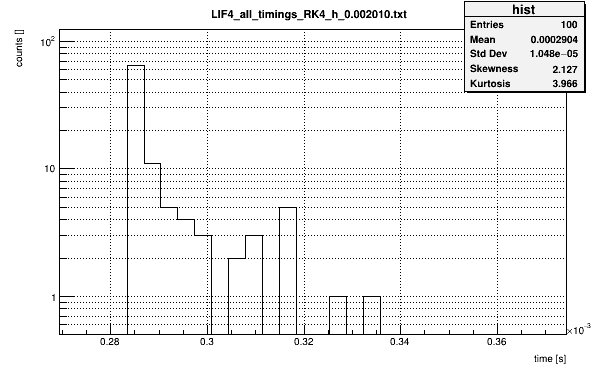 LIF4_all_timings_RK4_h_0.002010.txt
hist
Entries 100
Mean 0.0002904
Std Dev 1.048e−05
Skewness 2.127
Kurtosis 3.966
counts []
10²
10
1
0.28 0.3 0.32 0.34 0.36
×10⁻³
time [s]